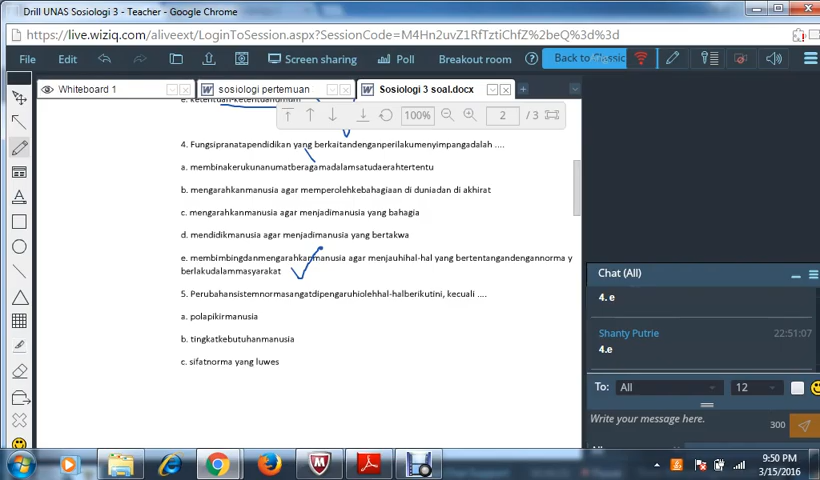 Drill UNAS Sosiologi 3 - Teacher - Google Chrome
https://live.wiziq.com/aliveext/LoginToSession.aspx?SessionCode=M4Hn2uvZ1RfTztiChfZ%2beQ%3d%3d
File Edit Screen sharing Poll Breakout room Back to Classic
Whiteboard 1 sosiologi pertemuan Sosiologi 3 soal.docx
e. ketentuan-ketentuanumum
100% 2 / 3
4. Fungsipranatapendidikan yang berkaitandenganperilakumenyimpangadalah ....
a. membinakerukunanumatberagamadalamsatudaerahtertentu
b. mengarahkanmanusia agar memperolehkebahagiaan di duniadan di akhirat
c. mengarahkanmanusia agar menjadimanusia yang bahagia
d. mendidikmanusia agar menjadimanusia yang bertakwa
e. membimbingdanmengarahkanmanusia agar menjauhihal-hal yang bertentangandengannorma y
berlakudalammasyarakat
5. Perubahansistemnormasangatdipengaruhiolehhal-halberikutini, kecuali ....
a. polapikirmanusia
b. tingkatkebutuhanmanusia
c. sifatnorma yang luwes
Chat (All)
4. e
Shanty Putrie 22:51:07
4.e
To: All 12
Write your message here.
300
9:50 PM
3/15/2016